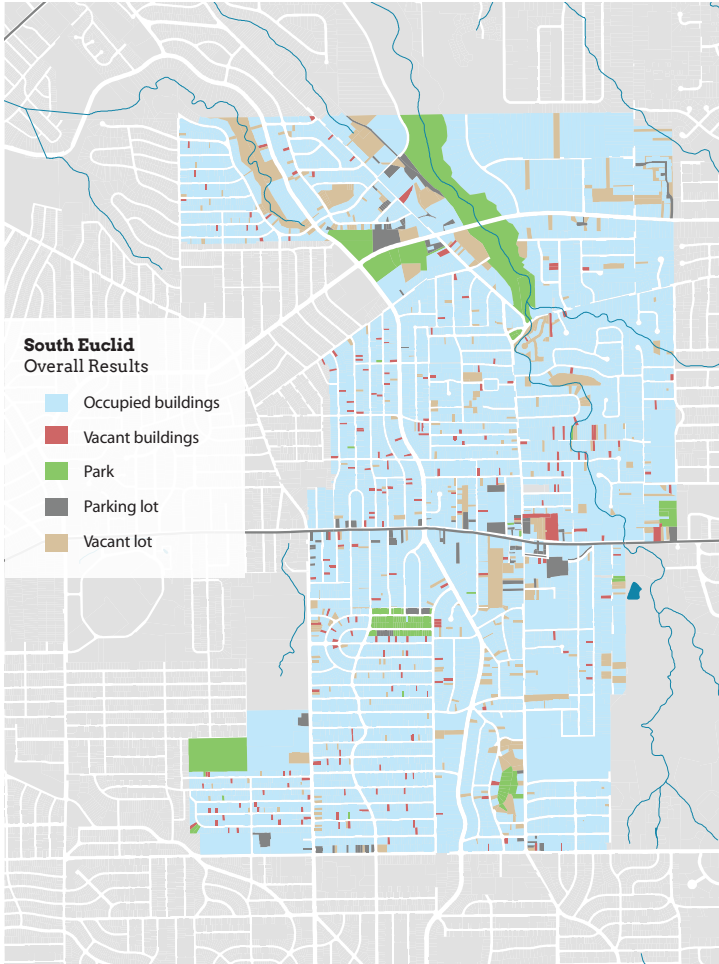 South Euclid
Overall Results
Occupied buildings
Vacant buildings
Park
Parking lot
Vacant lot